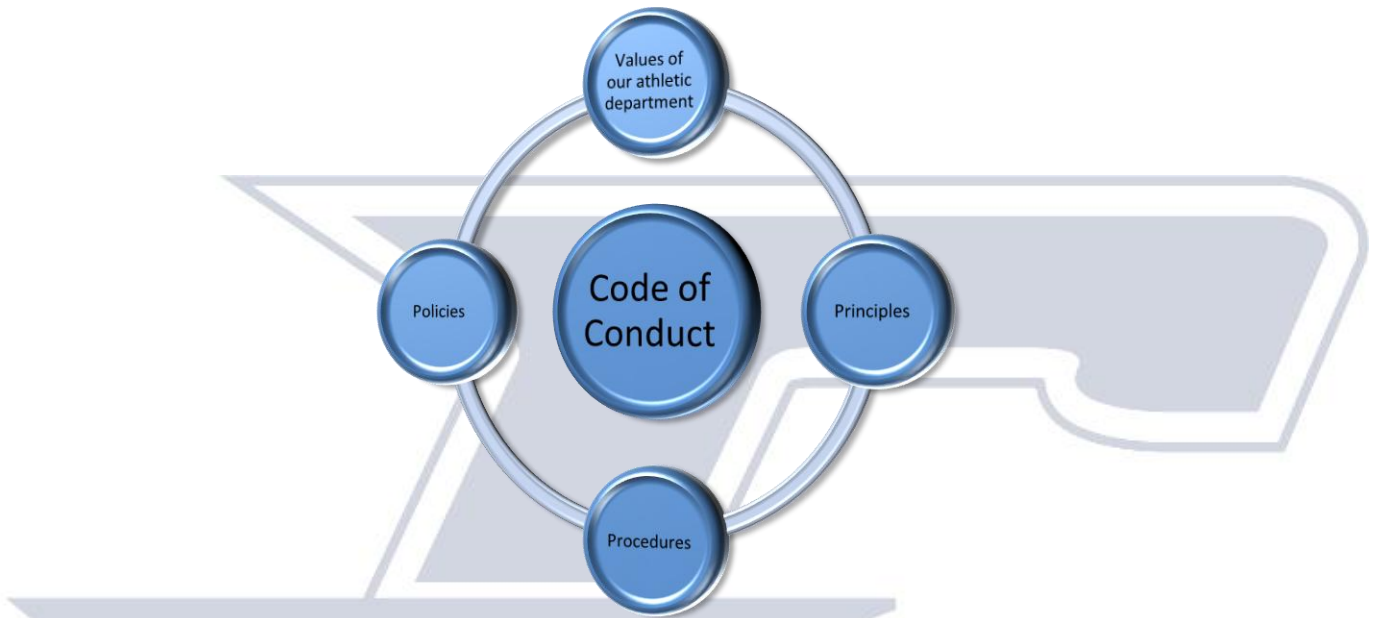 Values of
our athletic
department
Policies
Code of
Conduct
Principles
Procedures